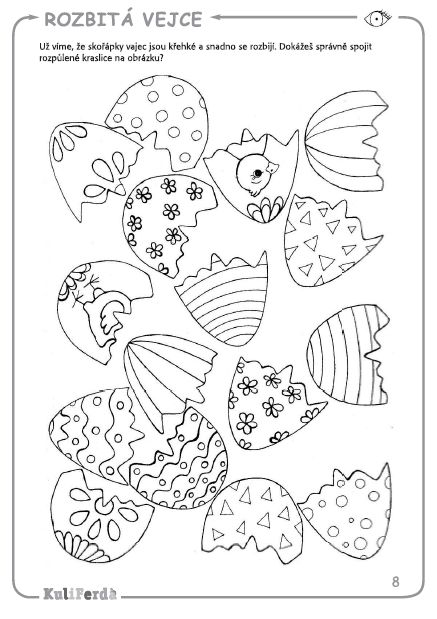 ROZBITÁ VEJCE
Už víme, že skořápky vajec jsou křehké a snadno se rozbijí. Dokážeš správně spojit
rozpůlené kraslice na obrázku?
8
KuliFerda